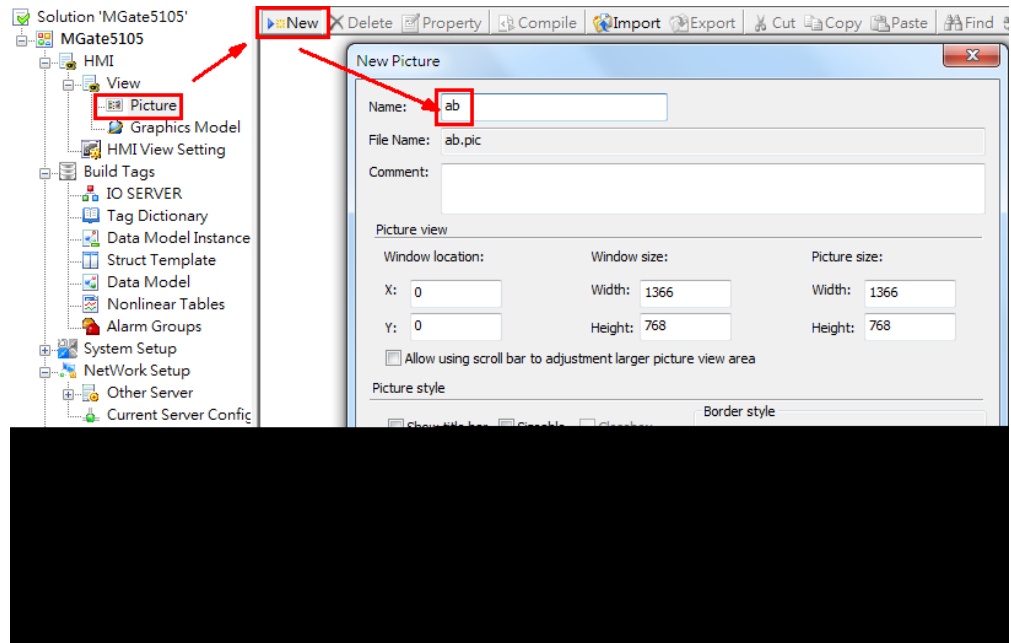 Solution 'MGate5105'
MGate5105
HMI
View
Picture
Graphics Model
HMI View Setting
Build Tags
IO SERVER
Tag Dictionary
Data Model Instance
Struct Template
Data Model
Nonlinear Tables
Alarm Groups
System Setup
NetWork Setup
Other Server
Current Server Config
New Delete Property Compile Import Export Cut Copy Paste Find
New Picture
Name: ab
File Name: ab.pic
Comment:
Picture view
Window location: Window size: Picture size:
X: 0 Width: 1366 Width: 1366
Y: 0 Height: 768 Height: 768
Allow using scroll bar to adjustment larger picture view area
Picture style
Border style
Show title bar Sizeable